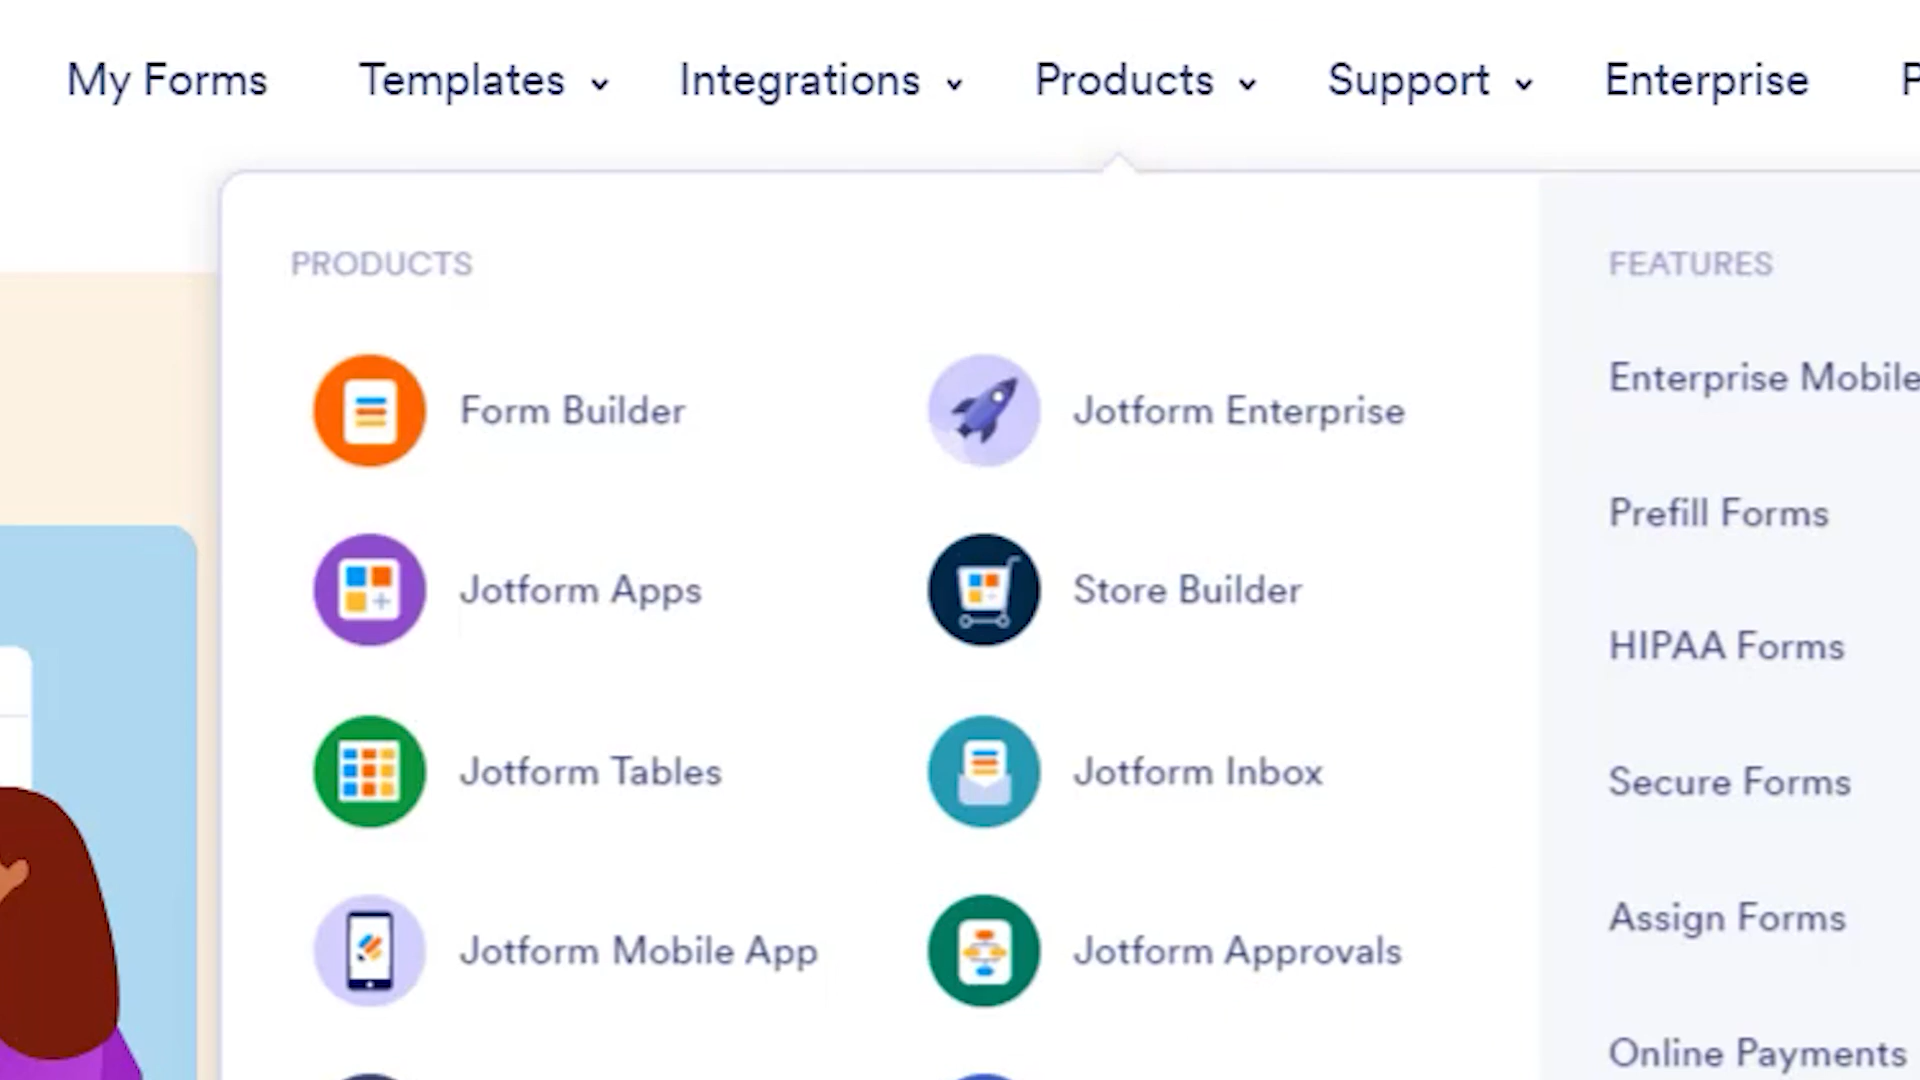 My Forms Templates Integrations Products Support Enterprise
PRODUCTS
Form Builder
Jotform Enterprise
Jotform Apps
Store Builder
Jotform Tables
Jotform Inbox
Jotform Mobile App
Jotform Approvals
FEATURES
Enterprise Mobile
Prefill Forms
HIPAA Forms
Secure Forms
Assign Forms
Online Payments